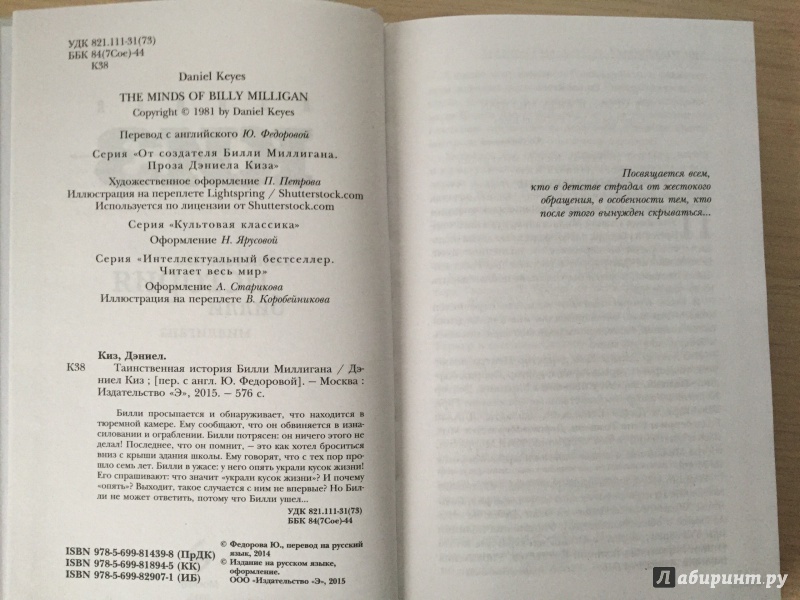 УДК 821.111-31(73)
ББК 84(7Сое)-44
К38
Daniel Keyes
THE MINDS OF BILLY MILLIGAN
Copyright © 1981 by Daniel Keyes
Перевод с английского Ю. Федоровой
Серия «От создателя Билли Миллигана.
Проза Дэниела Киза»
Художественное оформление П. Петрова
Иллюстрация на переплете Lightspring / Shutterstock.com
Используется по лицензии от Shutterstock.com
Серия «Культовая классика»
Оформление Н. Ярусовой
Серия «Интеллектуальный бестселлер.
Читает весь мир»
Оформление А. Старикова
Иллюстрация на переплете В. Коробейникова
Киз, Дэниел.
К38 Таинственная история Билли Миллигана / Дэ-
ниел Киз ; [пер. с англ. Ю. Федоровой]. — Москва :
Издательство «Э», 2015. — 576 с.
Билли просыпается и обнаруживает, что находится в
тюремной камере. Ему сообщают, что он обвиняется в изна-
силовании и ограблении. Билли потрясен: он ничего этого не
делал! Последнее, что он помнит, — это как хотел броситься
вниз с крыши здания школы. Ему говорят, что с тех пор про-
шло семь лет. Билли в ужасе: у него опять украли кусок жизни!
Его спрашивают: что значит «украли кусок жизни»? И почему
«опять»? Выходит, такое случается с ним не впервые? Но Бил-
ли не может ответить, потому что Билли ушел...
УДК 821.111-31(73)
ББК 84(7Сое)-44
ISBN 978-5-699-81439-8 (ПрДК)
ISBN 978-5-699-81894-5 (КК)
ISBN 978-5-699-82907-1 (ИБ)
© Федорова Ю., перевод на русский
язык, 2014
© Издание на русском языке,
оформление.
ООО «Издательство «Э», 2015
Посвящается всем,
кто в детстве страдал от жестокого
обращения, в особенности тем, кто
после этого вынужден скрываться...
Лабиринт.ру